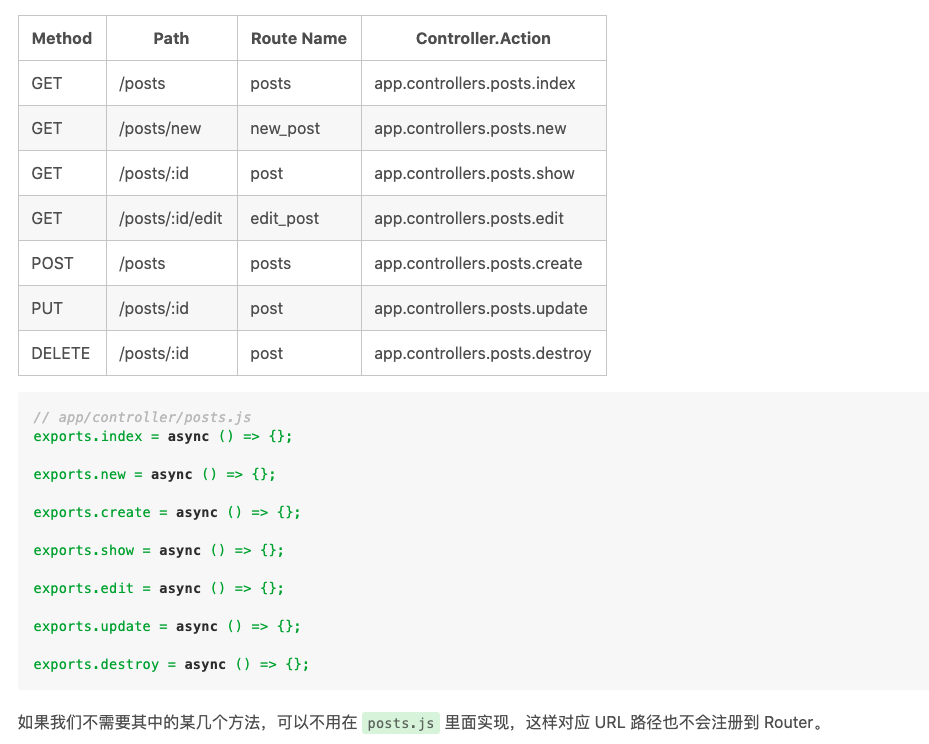 Method Path Route Name Controller.Action
GET /posts posts app.controllers.posts.index
GET /posts/new new_post app.controllers.posts.new
GET /posts/:id post app.controllers.posts.show
GET /posts/:id/edit edit_post app.controllers.posts.edit
POST /posts posts app.controllers.posts.create
PUT /posts/:id post app.controllers.posts.update
DELETE /posts/:id post app.controllers.posts.destroy
// app/controller/posts.js
exports.index = async () => {};
exports.new = async () => {};
exports.create = async () => {};
exports.show = async () => {};
exports.edit = async () => {};
exports.update = async () => {};
exports.destroy = async () => {};
如果我们不需要其中的某几个方法，可以不用在 posts.js 里面实现，这样对应 URL 路径也不会注册到 Router。